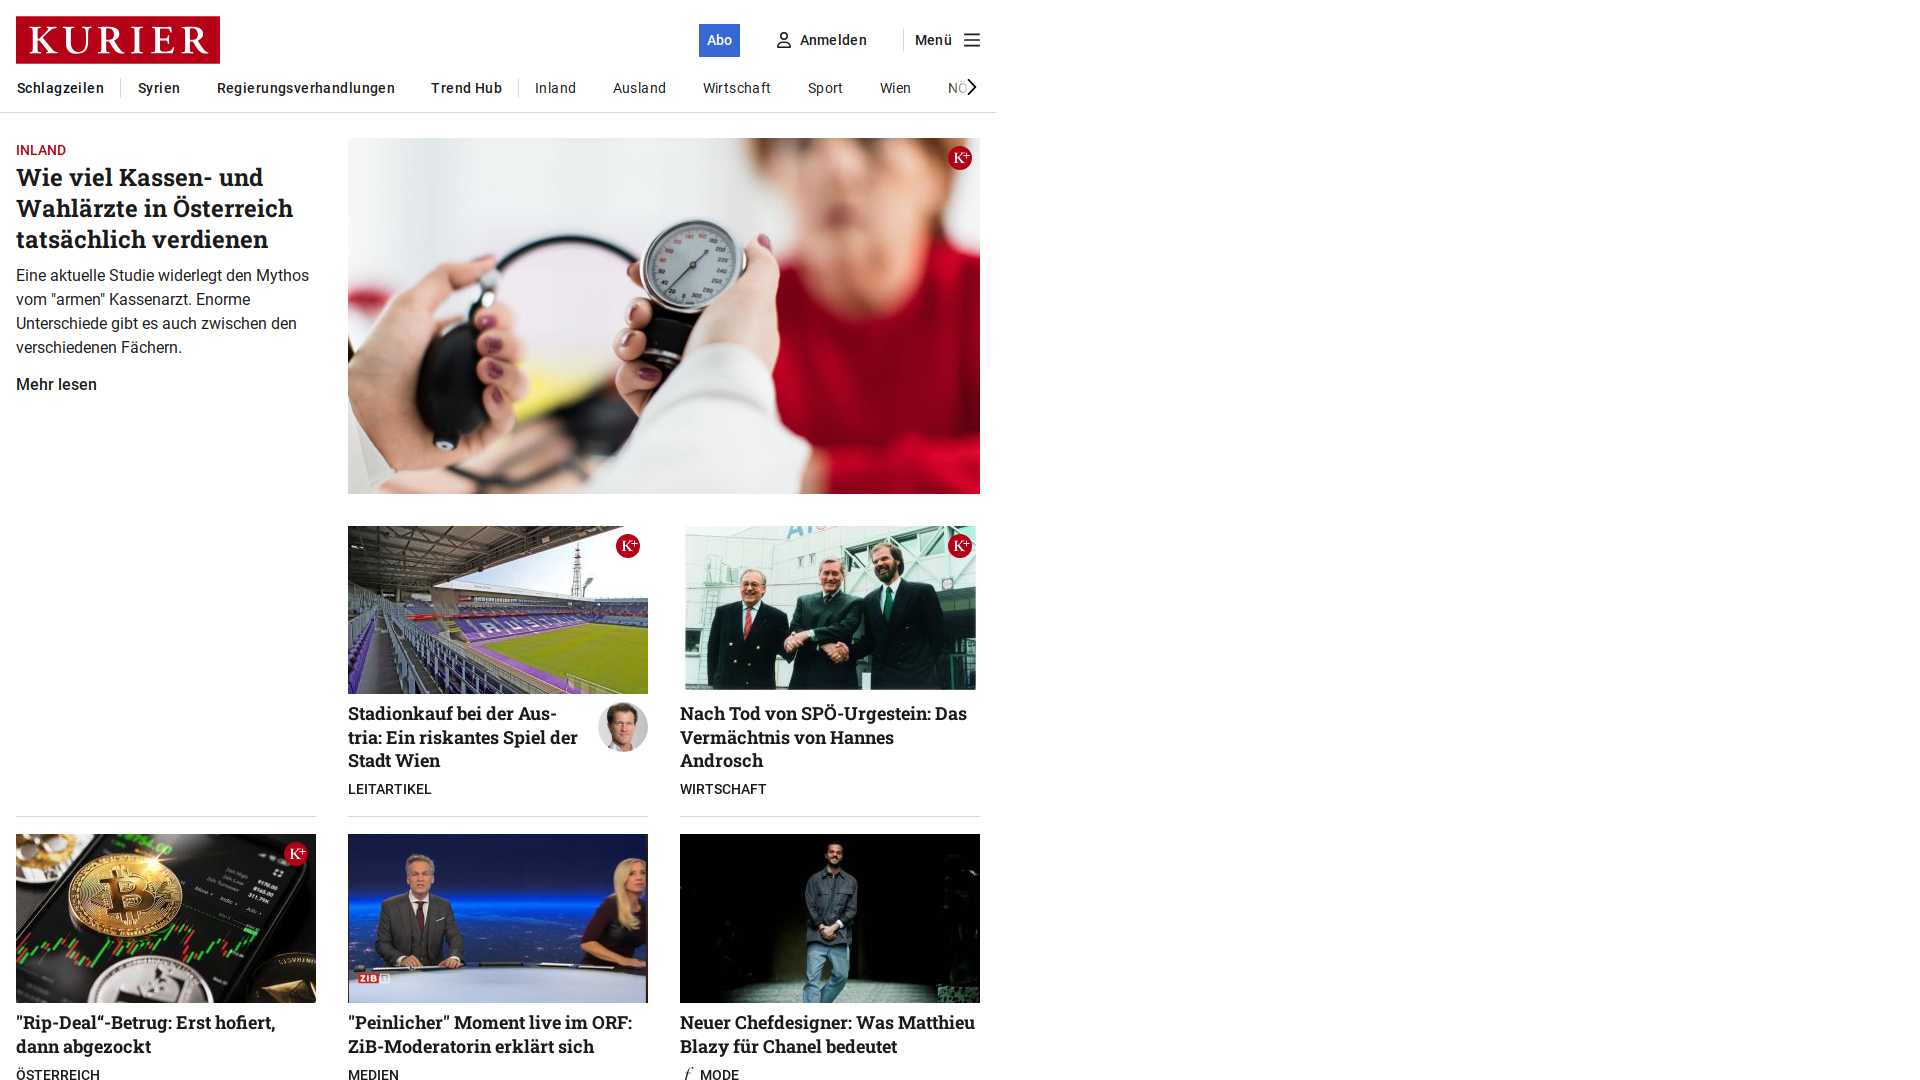 KURIER
Abo
Anmelden
Menü
Schlagzeilen
Syrien
Regierungsverhandlungen
Trend Hub
Inland
Ausland
Wirtschaft
Sport
Wien
NÖ
INLAND
Wie viel Kassen- und
Wahlärzte in Österreich
tatsächlich verdienen
Eine aktuelle Studie widerlegt den Mythos
vom "armen" Kassenarzt. Enorme
Unterschiede gibt es auch zwischen den
verschiedenen Fächern.
Mehr lesen
K+
K+
K+
AUSTRIA
Stadionkauf bei der Aus-
tria: Ein riskantes Spiel der
Stadt Wien
LEITARTIKEL
Nach Tod von SPÖ-Urgestein: Das
Vermächtnis von Hannes
Androsch
WIRTSCHAFT
K+
ZIB
"Rip-Deal“-Betrug: Erst hofiert,
dann abgezockt
ÖSTERREICH
"Peinlicher" Moment live im ORF:
ZiB-Moderatorin erklärt sich
MEDIEN
Neuer Chefdesigner: Was Matthieu
Blazy für Chanel bedeutet
f MODE